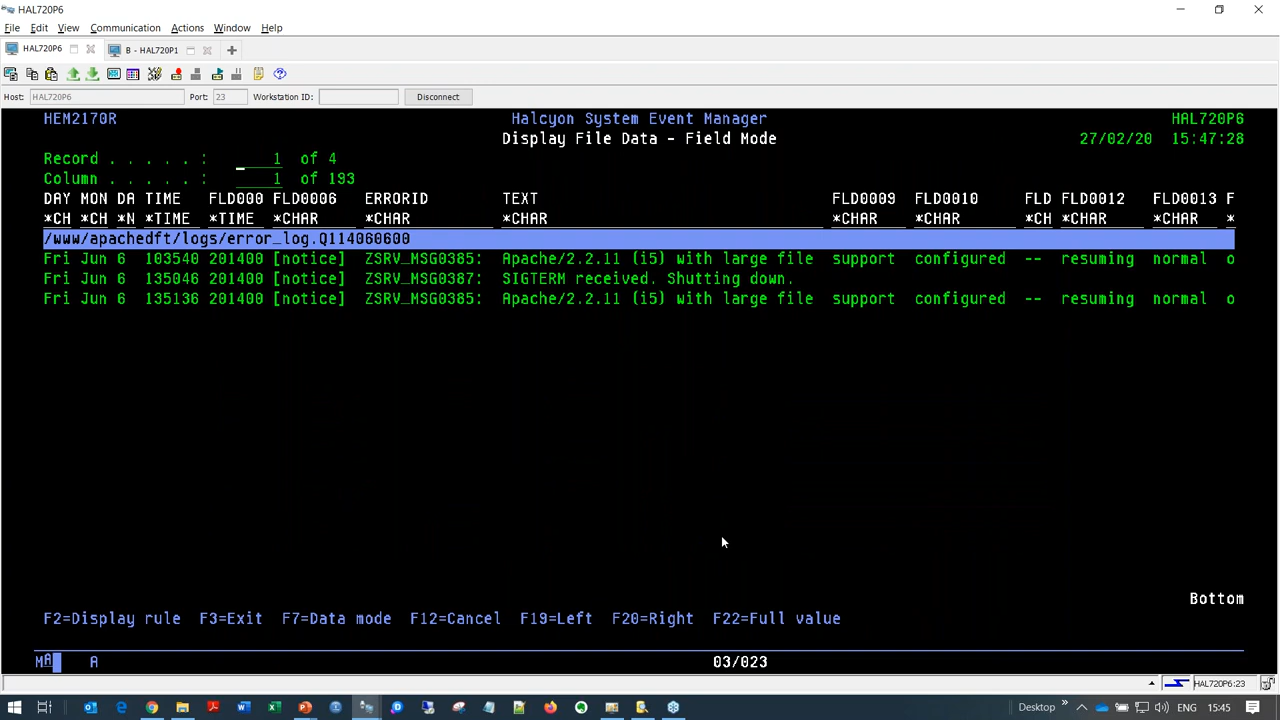 HAL720P6
File Edit View Communication Actions Window Help
HAL720P6 B - HAL720P1
Host: HAL720P6 Port: 23 Workstation ID: Disconnect
HEM2170R Halcyon System Event Manager HAL720P6
Display File Data - Field Mode 27/02/20 15:47:28
Record . . . . . : 1 of 4
Column . . . . . : 1 of 193
DAY MON DA TIME FLD000 FLD0006 ERRORID TEXT FLD0009 FLD0010 FLD FLD0012 FLD0013 F
*CH *CH *N *TIME *TIME *CHAR *CHAR *CHAR *CHAR *CHAR *CH *CHAR *CHAR *
/www/apachedft/logs/error_log.Q114060600
Fri Jun 6 103540 201400 [notice] ZSRV_MSG0385: Apache/2.2.11 (i5) with large file support configured -- resuming normal o
Fri Jun 6 135046 201400 [notice] ZSRV_MSG0387: SIGTERM received. Shutting down.
Fri Jun 6 135136 201400 [notice] ZSRV_MSG0385: Apache/2.2.11 (i5) with large file support configured -- resuming normal o
Bottom
F2=Display rule F3=Exit F7=Data mode F12=Cancel F19=Left F20=Right F22=Full value
MA A 03/023
HAL720P6:23
Desktop ENG 15:45